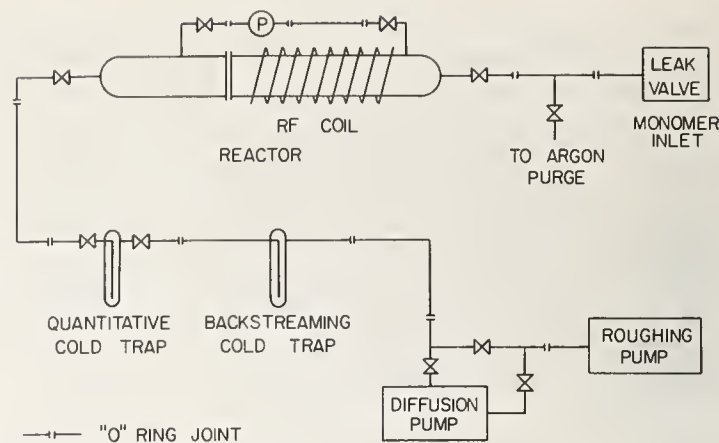 P
LEAK
VALVE
RF COIL
MONOMER
INLET
REACTOR
TO ARGON
PURGE
QUANTITATIVE
COLD TRAP
BACKSTREAMING
COLD TRAP
ROUGHING
PUMP
DIFFUSION
PUMP
"O" RING JOINT